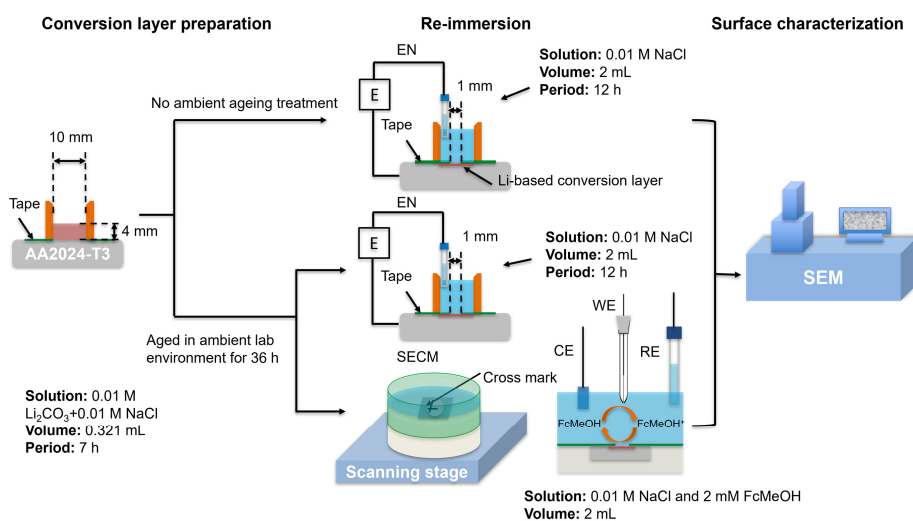 Conversion layer preparation
Re-immersion
Surface characterization
EN
Solution: 0.01 M NaCl
Volume: 2 mL
Period: 12 h
1 mm
E
No ambient ageing treatment
Tape
10 mm
Li-based conversion layer
Tape
4 mm
AA2024-T3
EN
1 mm
Solution: 0.01 M NaCl
Volume: 2 mL
Period: 12 h
E
Tape
SEM
Aged in ambient lab
environment for 36 h
WE
CE
RE
SECM
Cross mark
Solution: 0.01 M
Li₂CO₃+0.01 M NaCl
Volume: 0.321 mL
Period: 7 h
FcMeOH
FcMeOH⁺
Scanning stage
Solution: 0.01 M NaCl and 2 mM FcMeOH
Volume: 2 mL